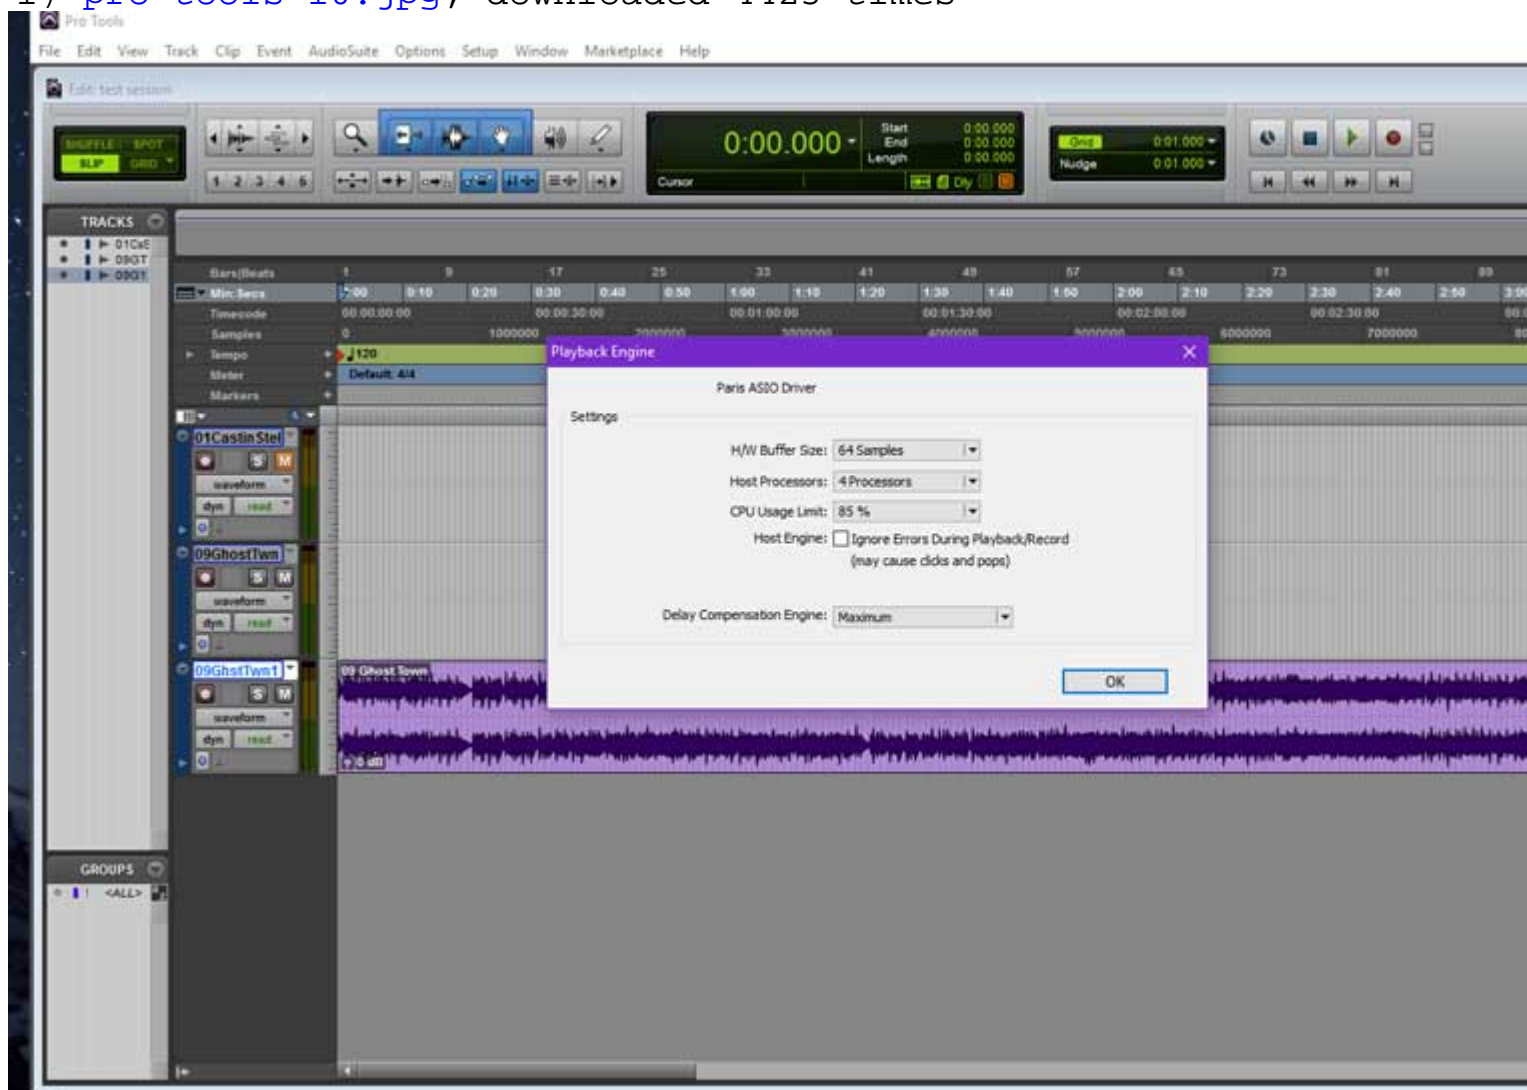 Pro Tools
File Edit View Track Clip Event AudioSuite Options Setup Window Marketplace Help
Edit: test session
SHUFFLE SPOT
SLIP GRID
1 2 3 4 5
0:00.000
Start 0:00.000
End 0:00.000
Length 0:00.000
Cursor
Dly
Grid 0:01.000
Nudge 0:01.000
TRACKS
01CaS
09GT
09GT
Bars|Beats 1 9 17 25 33 41 49 57 65 73 81 89
Min:Secs 0:00 0:10 0:20 0:30 0:40 0:50 1:00 1:10 1:20 1:30 1:40 1:50 2:00 2:10 2:20 2:30 2:40 2:50
Timecode 00:00:00:00 00:00:30:00 00:01:00:00 00:01:30:00 00:02:00:00 00:02:30:00
Samples 0 1000000 2000000 3000000 4000000 5000000 6000000 7000000
Tempo 120
Meter Default: 4/4
Markers
Playback Engine
Paris ASIO Driver
Settings
H/W Buffer Size: 64 Samples
Host Processors: 4 Processors
CPU Usage Limit: 85 %
Host Engine: Ignore Errors During Playback/Record
(may cause clicks and pops)
Delay Compensation Engine: Maximum
OK
01CastinStel
S M
waveform
dyn read
09GhostTwn
S M
waveform
dyn read
09GhstTwn1
S M
waveform
dyn read
09 Ghost Town
0 dB
GROUPS
! <ALL>